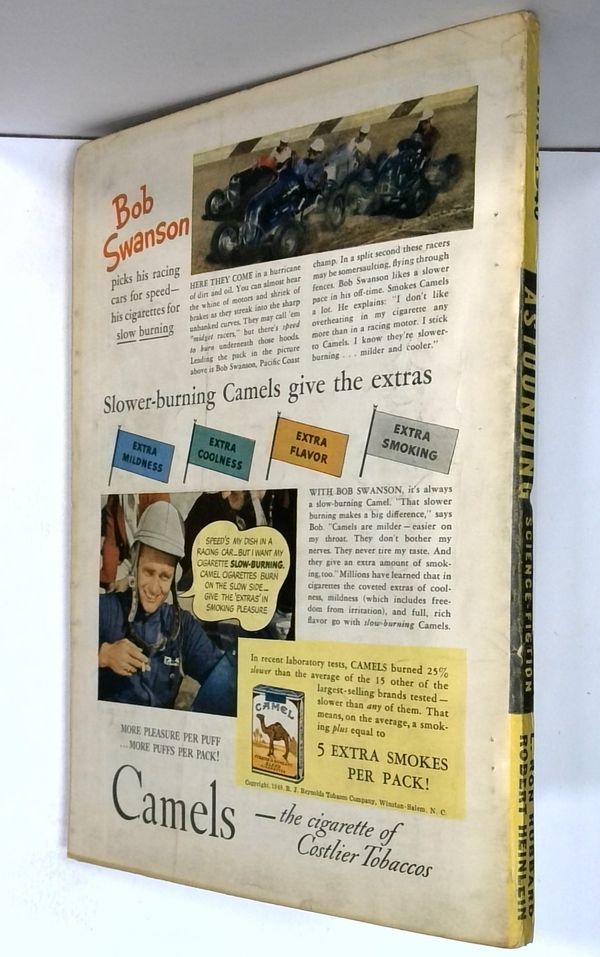 Bob
Swanson
picks his racing
cars for speed—
his cigarettes for
slow burning
HERE THEY COME in a hurricane
of dirt and oil. You can almost hear
the whine of motors and shriek of
brakes as they streak into the sharp
unbanked curves. They may call 'em
"midget racers," but there's speed
to burn underneath those hoods.
Leading the pack in the picture
above is Bob Swanson, Pacific Coast
champ. In a split second these racers
may be somersaulting, flying through
fences. Bob Swanson likes a slower
pace in his off-time. Smokes Camels
a lot. He explains: "I don't like
overheating in my cigarette any
more than in a racing motor. I stick
to Camels. I know they're slower-
burning . . . milder and cooler."
Slower-burning Camels give the extras
EXTRA
MILDNESS
EXTRA
COOLNESS
EXTRA
FLAVOR
EXTRA
SMOKING
SPEED'S MY DISH IN A
RACING CAR—BUT I WANT MY
CIGARETTE SLOW-BURNING.
CAMEL CIGARETTES BURN
ON THE SLOW SIDE—
GIVE THE 'EXTRAS' IN
SMOKING PLEASURE
WITH BOB SWANSON, it's always
a slow-burning Camel. "That slower
burning makes a big difference," says
Bob. "Camels are milder—easier on
my throat. They don't bother my
nerves. They never tire my taste. And
they give an extra amount of smok-
ing, too." Millions have learned that in
cigarettes the coveted extras of cool-
ness, mildness (which includes free-
dom from irritation), and full, rich
flavor go with slow-burning Camels.
In recent laboratory tests, CAMELS burned 25%
slower than the average of the 15 other of the
largest-selling brands tested—
slower than any of them. That
means, on the average, a smok-
ing plus equal to
5 EXTRA SMOKES
PER PACK!
CAMEL
Copyright, 1940, R. J. Reynolds Tobacco Company, Winston-Salem, N. C.
MORE PLEASURE PER PUFF
...MORE PUFFS PER PACK!
Camels
—the cigarette of
Costlier Tobaccos
ASTOUNDING
SCIENCE-FICTION
L. RON HUBBARD
ROBERT HEINLEIN